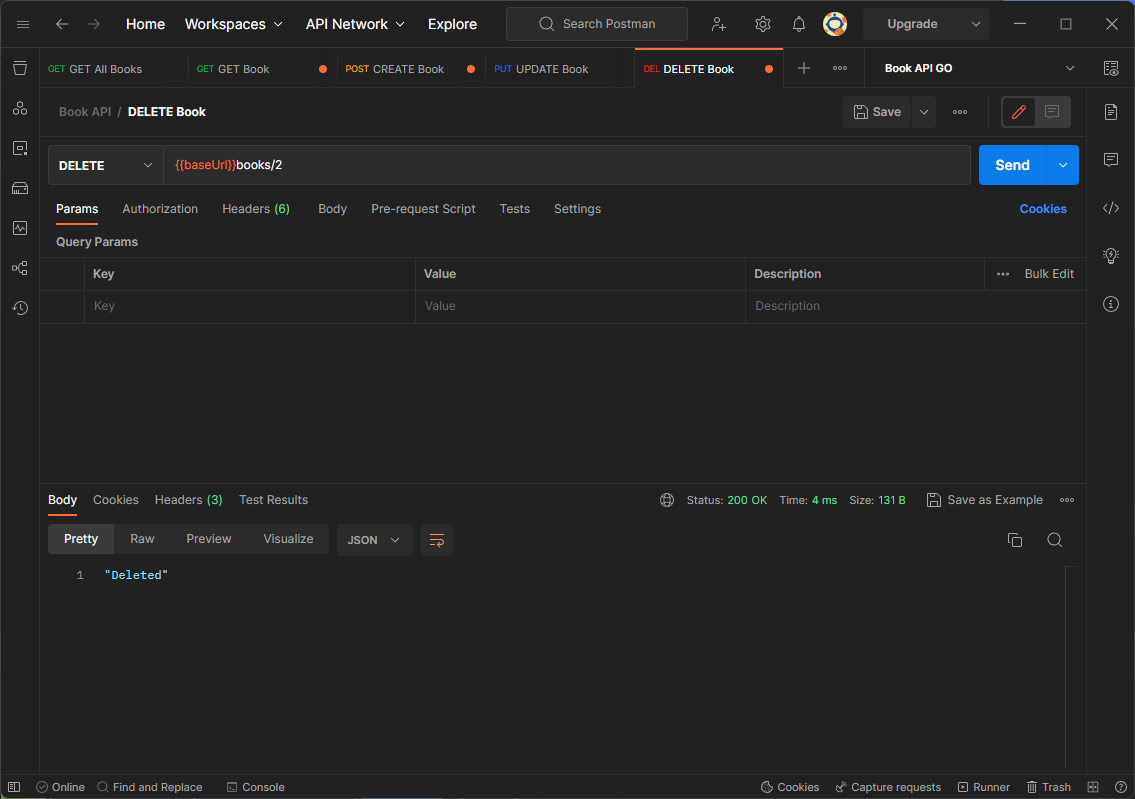 Home Workspaces API Network Explore Search Postman Upgrade
GET GET All Books GET GET Book POST CREATE Book PUT UPDATE Book DEL DELETE Book Book API GO
Book API / DELETE Book Save
DELETE {{baseUrl}}books/2 Send
Params Authorization Headers (6) Body Pre-request Script Tests Settings Cookies
Query Params
Key Value Description Bulk Edit
Key Value Description
Body Cookies Headers (3) Test Results Status: 200 OK Time: 4 ms Size: 131 B Save as Example
Pretty Raw Preview Visualize JSON
1 "Deleted"
Online Find and Replace Console Cookies Capture requests Runner Trash